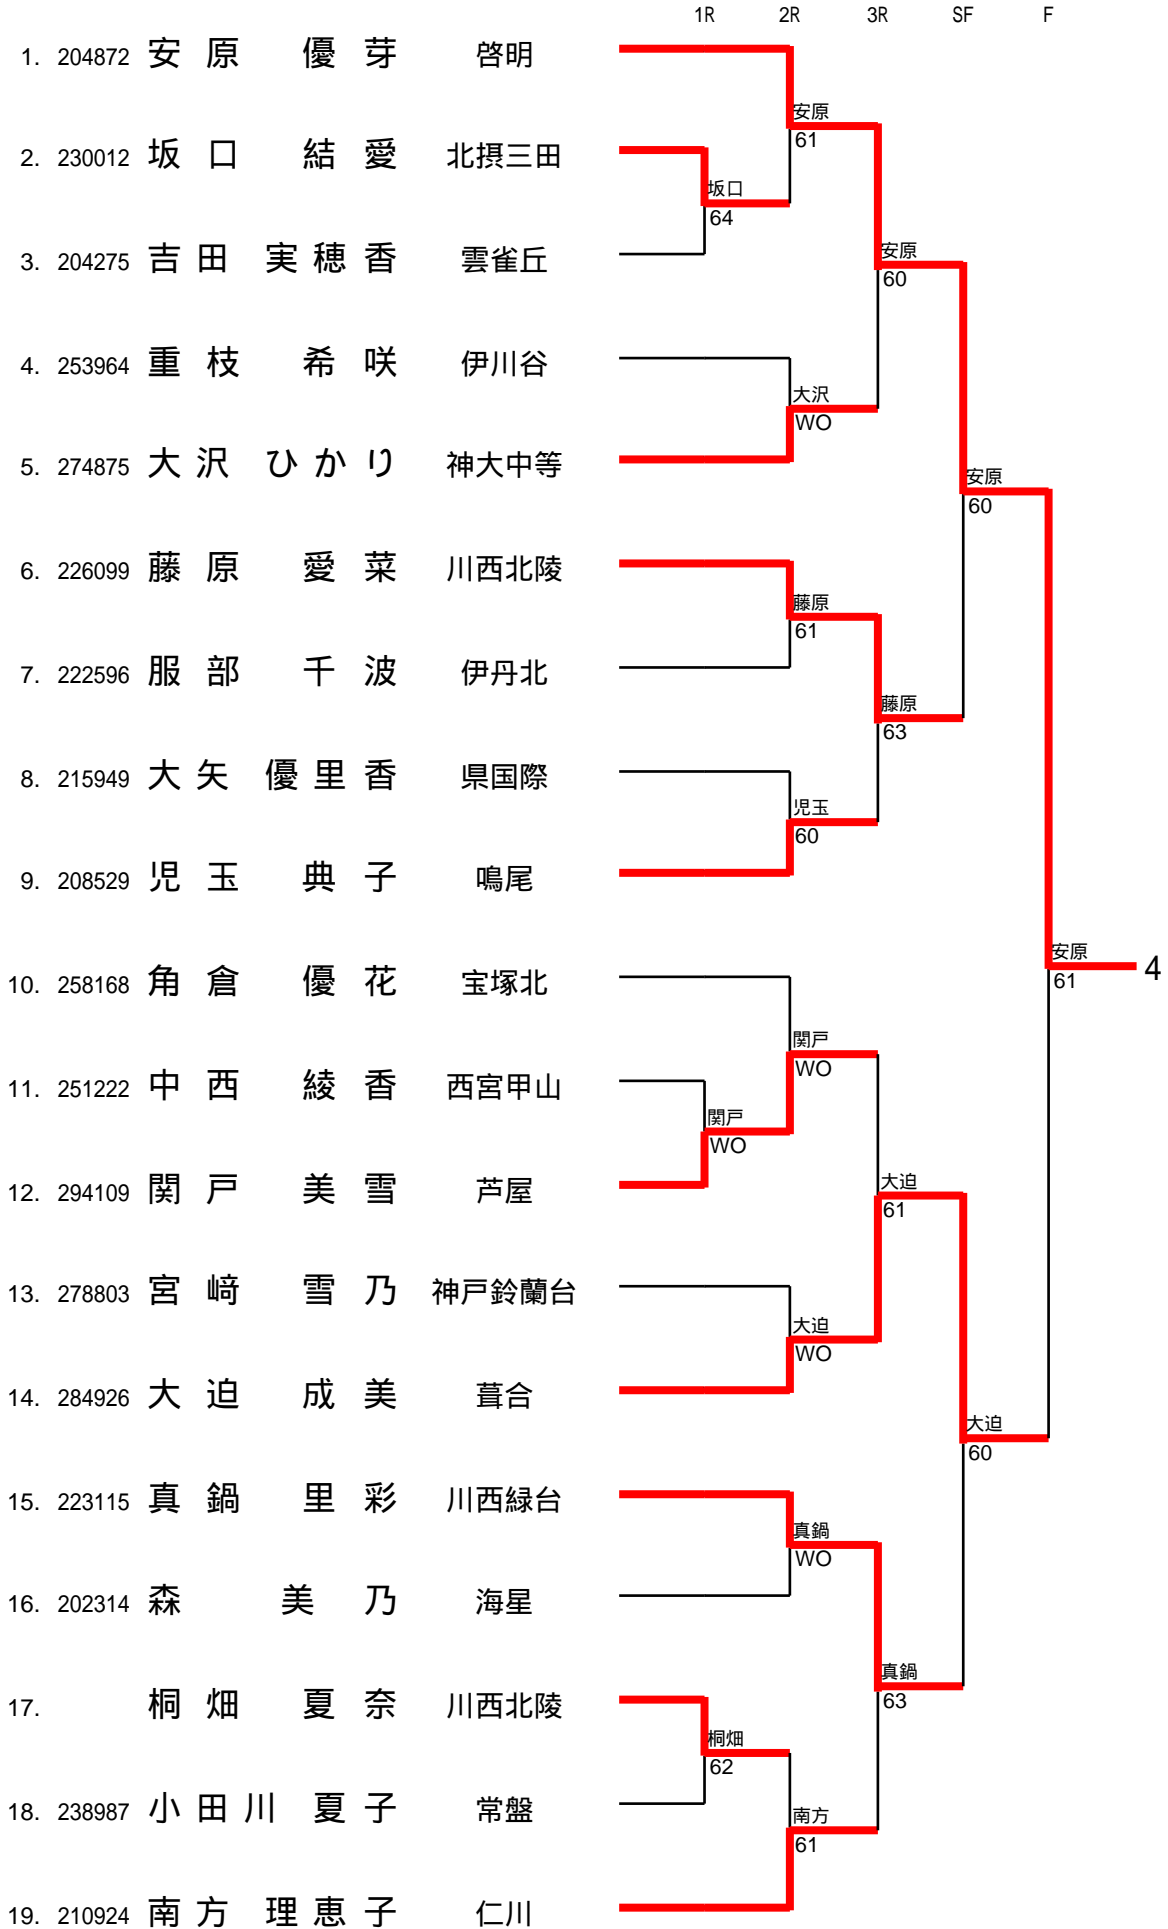 1R 2R 3R SF F
1. 204872 安原 優芽 啓明
安原
61
2. 230012 坂口 結愛 北摂三田
坂口
64
3. 204275 吉田 実穂香 雲雀丘
安原
60
4. 253964 重枝 希咲 伊川谷
大沢
WO
5. 274875 大沢 ひかり 神大中等
安原
60
6. 226099 藤原 愛菜 川西北陵
藤原
61
7. 222596 服部 千波 伊丹北
藤原
63
8. 215949 大矢 優里香 県国際
児玉
60
9. 208529 児玉 典子 鳴尾
安原
61
4
10. 258168 角倉 優花 宝塚北
関戸
WO
11. 251222 中西 綾香 西宮甲山
関戸
WO
12. 294109 関戸 美雪 芦屋
大迫
61
13. 278803 宮﨑 雪乃 神戸鈴蘭台
大迫
WO
14. 284926 大迫 成美 葺合
大迫
60
15. 223115 真鍋 里彩 川西緑台
真鍋
WO
16. 202314 森 美乃 海星
真鍋
63
17. 桐畑 夏奈 川西北陵
桐畑
62
18. 238987 小田川 夏子 常盤
南方
61
19. 210924 南方 理恵子 仁川